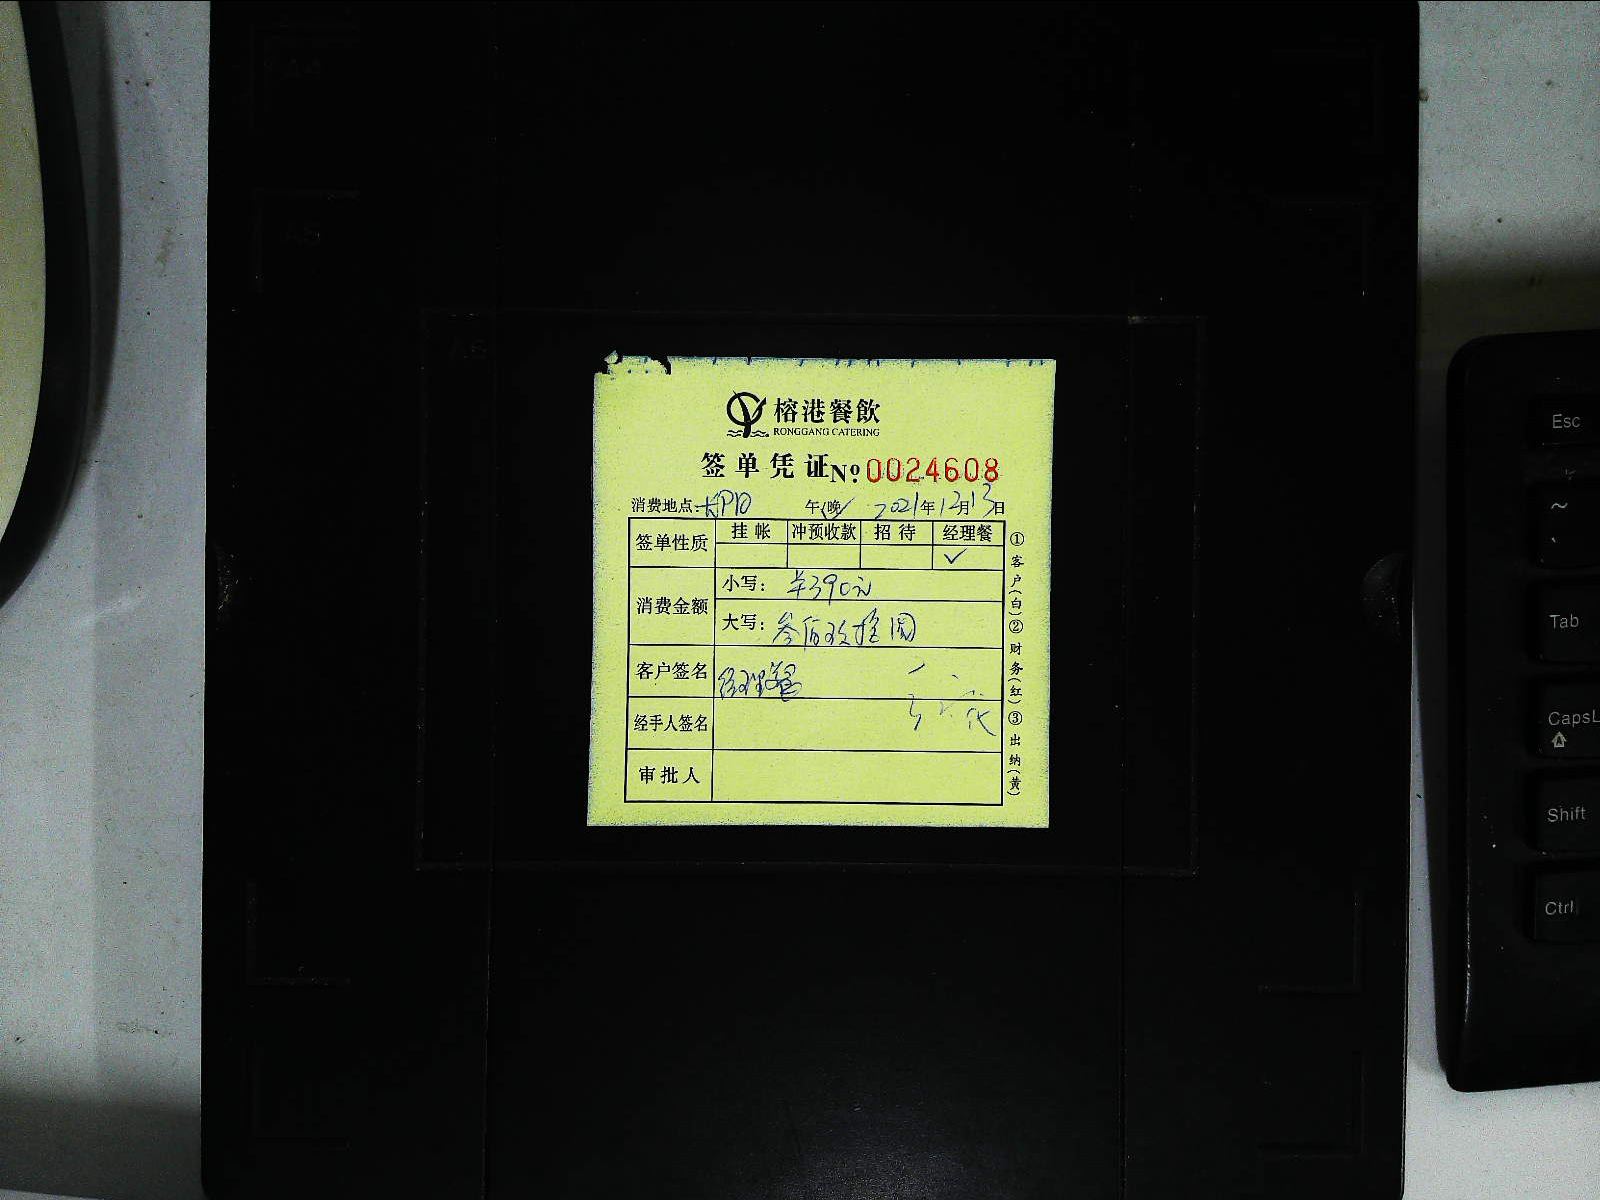 榕港餐飲
RONGGANG CATERING
签单凭证 №:0024608
消费地点: 午(晚) 2021年12月13日
签单性质 挂帐 冲预收款 招待 经理餐
✓
消费金额 小写: ¥390元
大写: 叁佰玖拾圆
客户签名 经理餐
经手人签名
审批人
①客户(白)②财务(红)③出纳(黄)
A5
Esc
~
Tab
CapsL
Shift
Ctrl